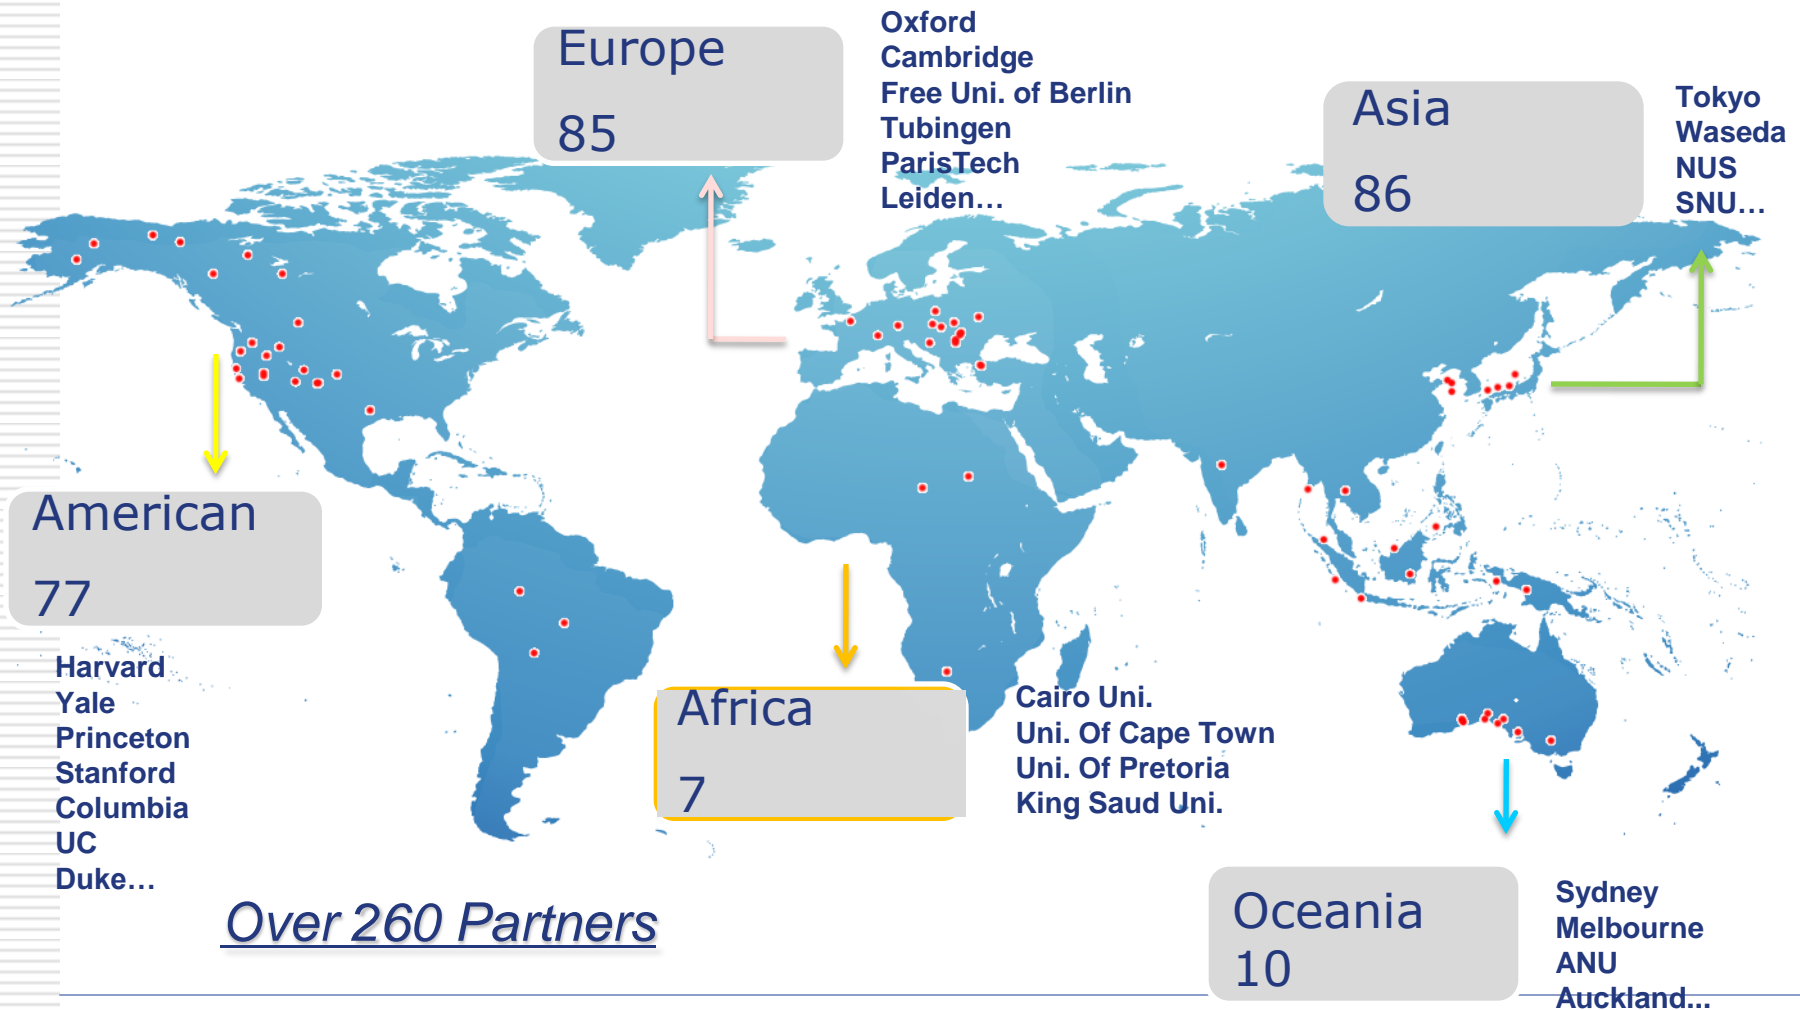 Europe
85
Oxford
Cambridge
Free Uni. of Berlin
Tubingen
ParisTech
Leiden…
Asia
86
Tokyo
Waseda
NUS
SNU…
American
77
Harvard
Yale
Princeton
Stanford
Columbia
UC
Duke…
Africa
7
Cairo Uni.
Uni. Of Cape Town
Uni. Of Pretoria
King Saud Uni.
Over 260 Partners
Oceania
10
Sydney
Melbourne
ANU
Auckland...